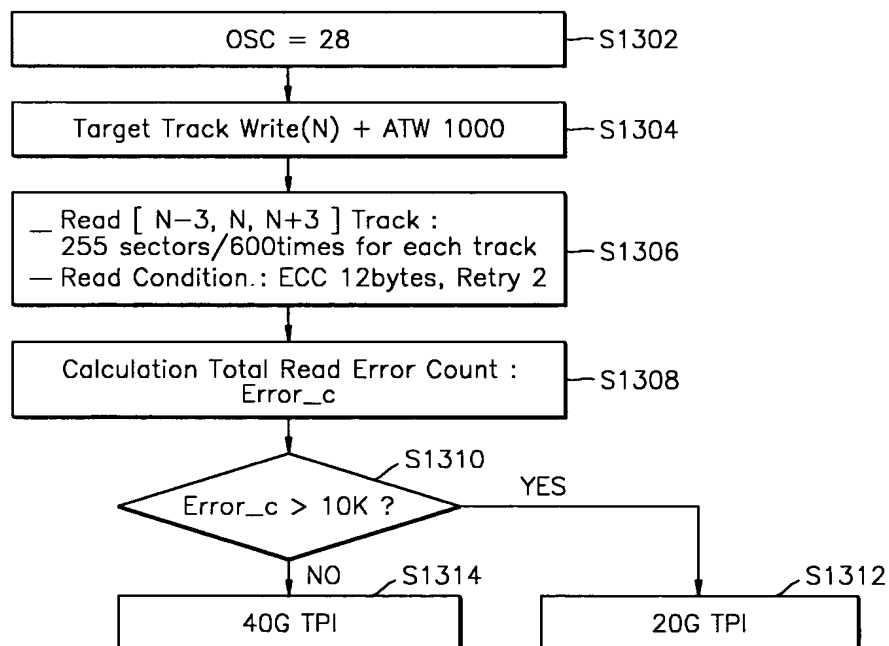 OSC = 28
S1302
Target Track Write(N) + ATW 1000
S1304
_ Read [ N-3, N, N+3 ] Track :
255 sectors/600times for each track
— Read Condition.: ECC 12bytes, Retry 2
S1306
Calculation Total Read Error Count :
Error_c
S1308
S1310
Error_c > 10K ?
YES
NO
S1314
S1312
40G TPI
20G TPI